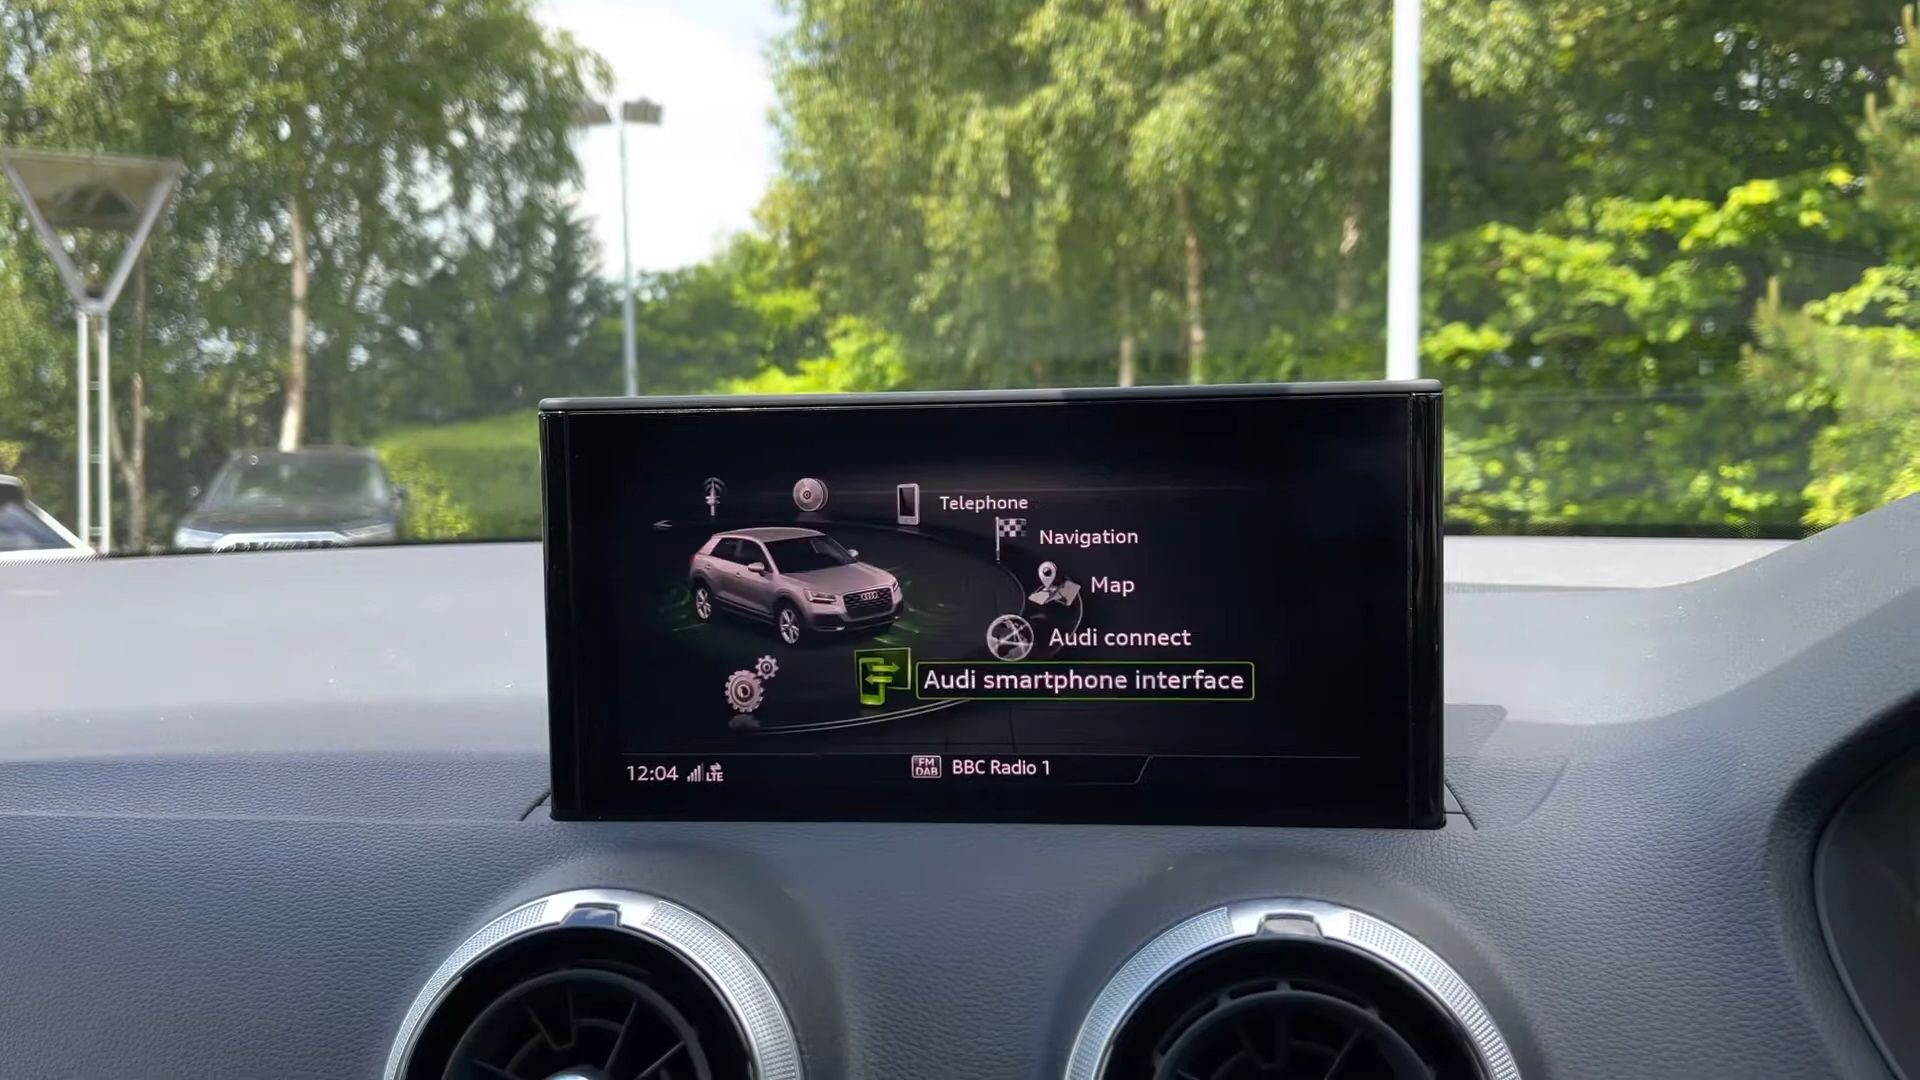 Telephone
Navigation
Map
Audi connect
Audi smartphone interface
12:04 LTE
FM DAB BBC Radio 1